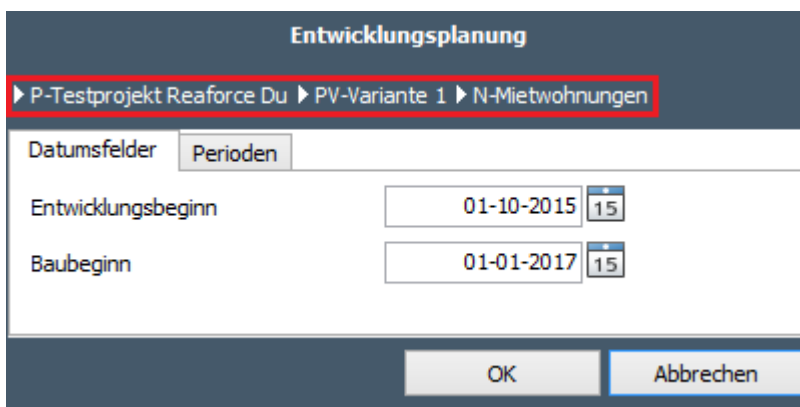 Entwicklungsplanung
P-Testprojekt Reaforce Du PV-Variante 1 N-Mietwohnungen
Datumsfelder Perioden
Entwicklungsbeginn 01-10-2015 15
Baubeginn 01-01-2017 15
OK Abbrechen